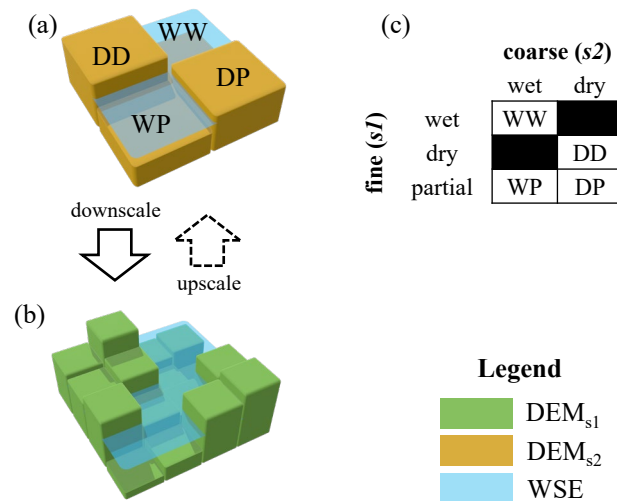 (a)
WW
DD
DP
WP
downscale
upscale
(b)
(c)
coarse (s2)
wet dry
fine (s1)
wet WW
dry DD
partial WP DP
Legend
DEMs1
DEMs2
WSE